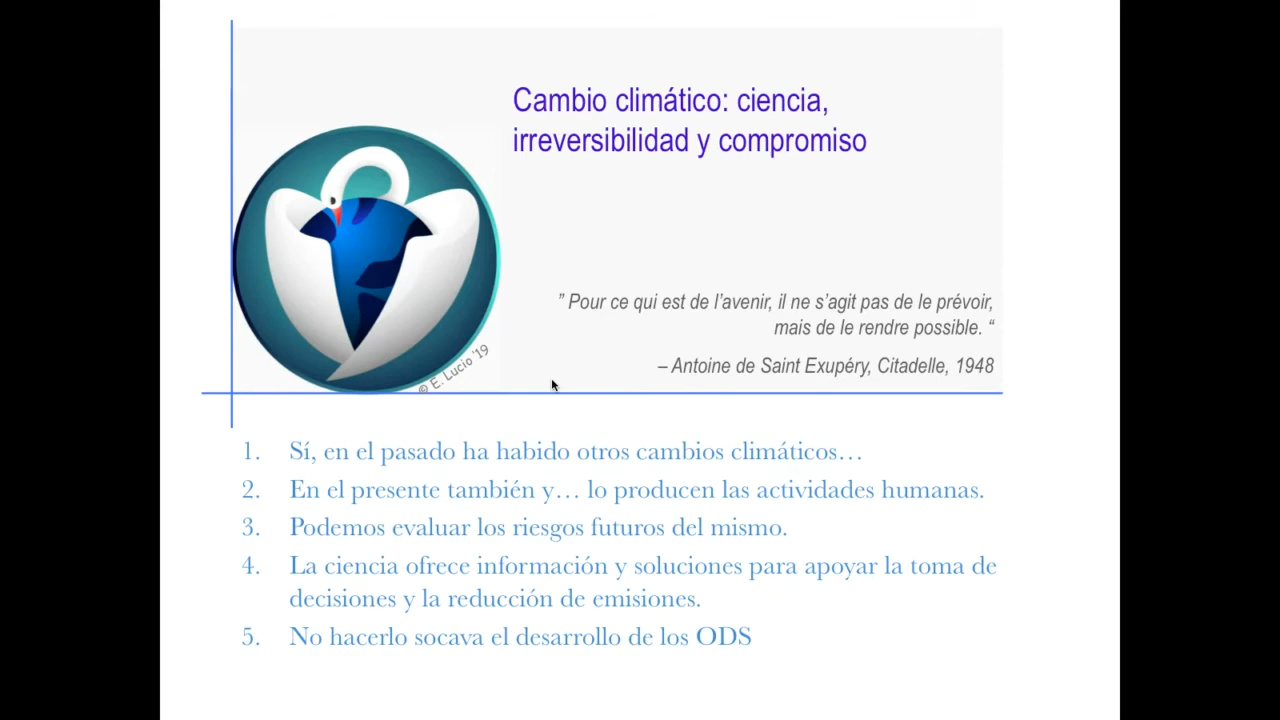 Cambio climático: ciencia,
irreversibilidad y compromiso
” Pour ce qui est de l’avenir, il ne s’agit pas de le prévoir,
mais de le rendre possible. “
– Antoine de Saint Exupéry, Citadelle, 1948
© E. Lucio '19
1. Sí, en el pasado ha habido otros cambios climáticos…
2. En el presente también y… lo producen las actividades humanas.
3. Podemos evaluar los riesgos futuros del mismo.
4. La ciencia ofrece información y soluciones para apoyar la toma de
decisiones y la reducción de emisiones.
5. No hacerlo socava el desarrollo de los ODS